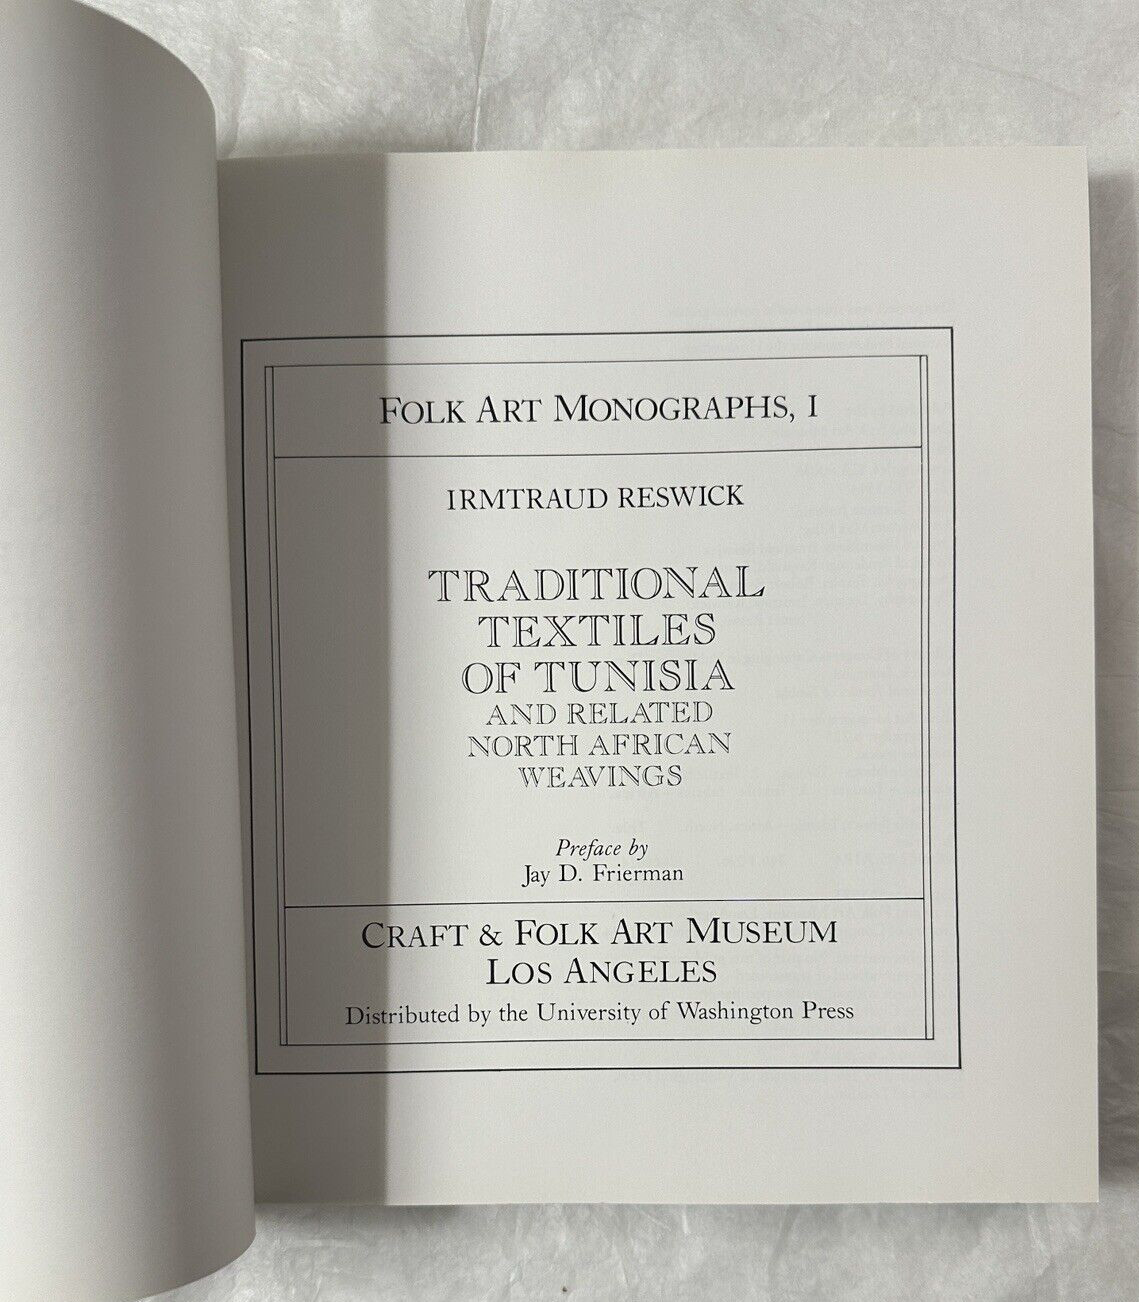 FOLK ART MONOGRAPHS, I
IRMTRAUD RESWICK
TRADITIONAL
TEXTILES
OF TUNISIA
AND RELATED
NORTH AFRICAN
WEAVINGS
Preface by
Jay D. Frierman
CRAFT & FOLK ART MUSEUM
LOS ANGELES
Distributed by the University of Washington Press